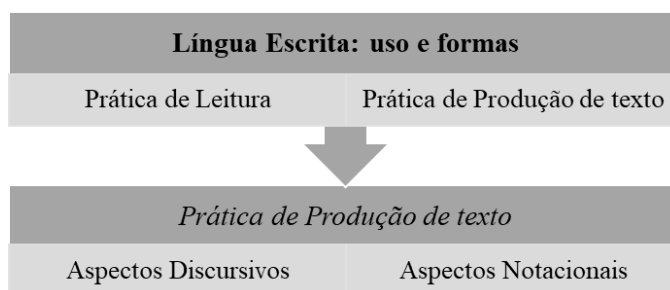 Língua Escrita: uso e formas
Prática de Leitura
Prática de Produção de texto
Prática de Produção de texto
Aspectos Discursivos
Aspectos Notacionais